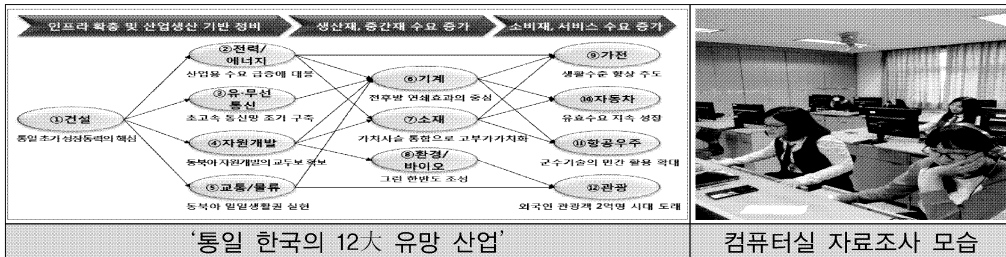 인프라 확충 및 산업생산 기반 정비
생산재, 중간재 수요 증가
소비재, 서비스 수요 증가
①건설
통일 초기 성장동력의 핵심
②전력/
에너지
산업용 수요 급증에 대응
③유·무선
통신
초고속 통신망 조기 구축
④자원개발
동북아 자원개발의 교두보 확보
⑤교통/물류
동북아 일일생활권 실현
⑥기계
전후방 연쇄효과의 중심
⑦소재
가치사슬 통합으로 고부가가치화
⑧환경/
바이오
그린 한반도 조성
⑨가전
생활수준 향상 주도
⑩자동차
유효수요 지속 성장
⑪항공우주
군수기술의 민간 활용 확대
⑫관광
외국인 관광객 2억명 시대 도래
‘통일 한국의 12大 유망 산업’
컴퓨터실 자료조사 모습